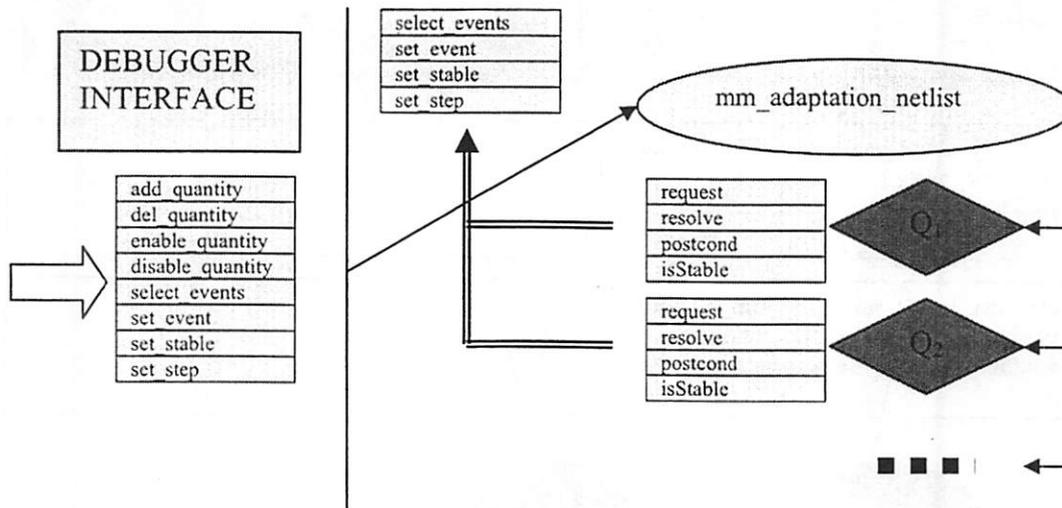 DEBUGGER
INTERFACE
add_quantity
del_quantity
enable_quantity
disable_quantity
select_events
set_event
set_stable
set_step
select_events
set_event
set_stable
set_step
mm_adaptation_netlist
request
resolve
postcond
isStable
Q1
request
resolve
postcond
isStable
Q2